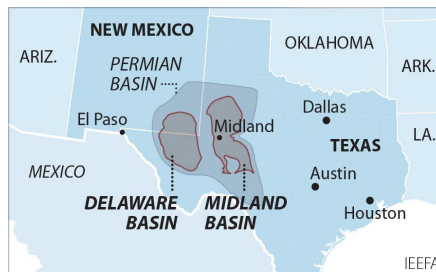 NEW MEXICO
OKLAHOMA
ARIZ.
ARK.
PERMIAN
BASIN
El Paso
Midland
Dallas
LA.
TEXAS
MEXICO
Austin
DELAWARE
BASIN
MIDLAND
BASIN
Houston
IEEFA